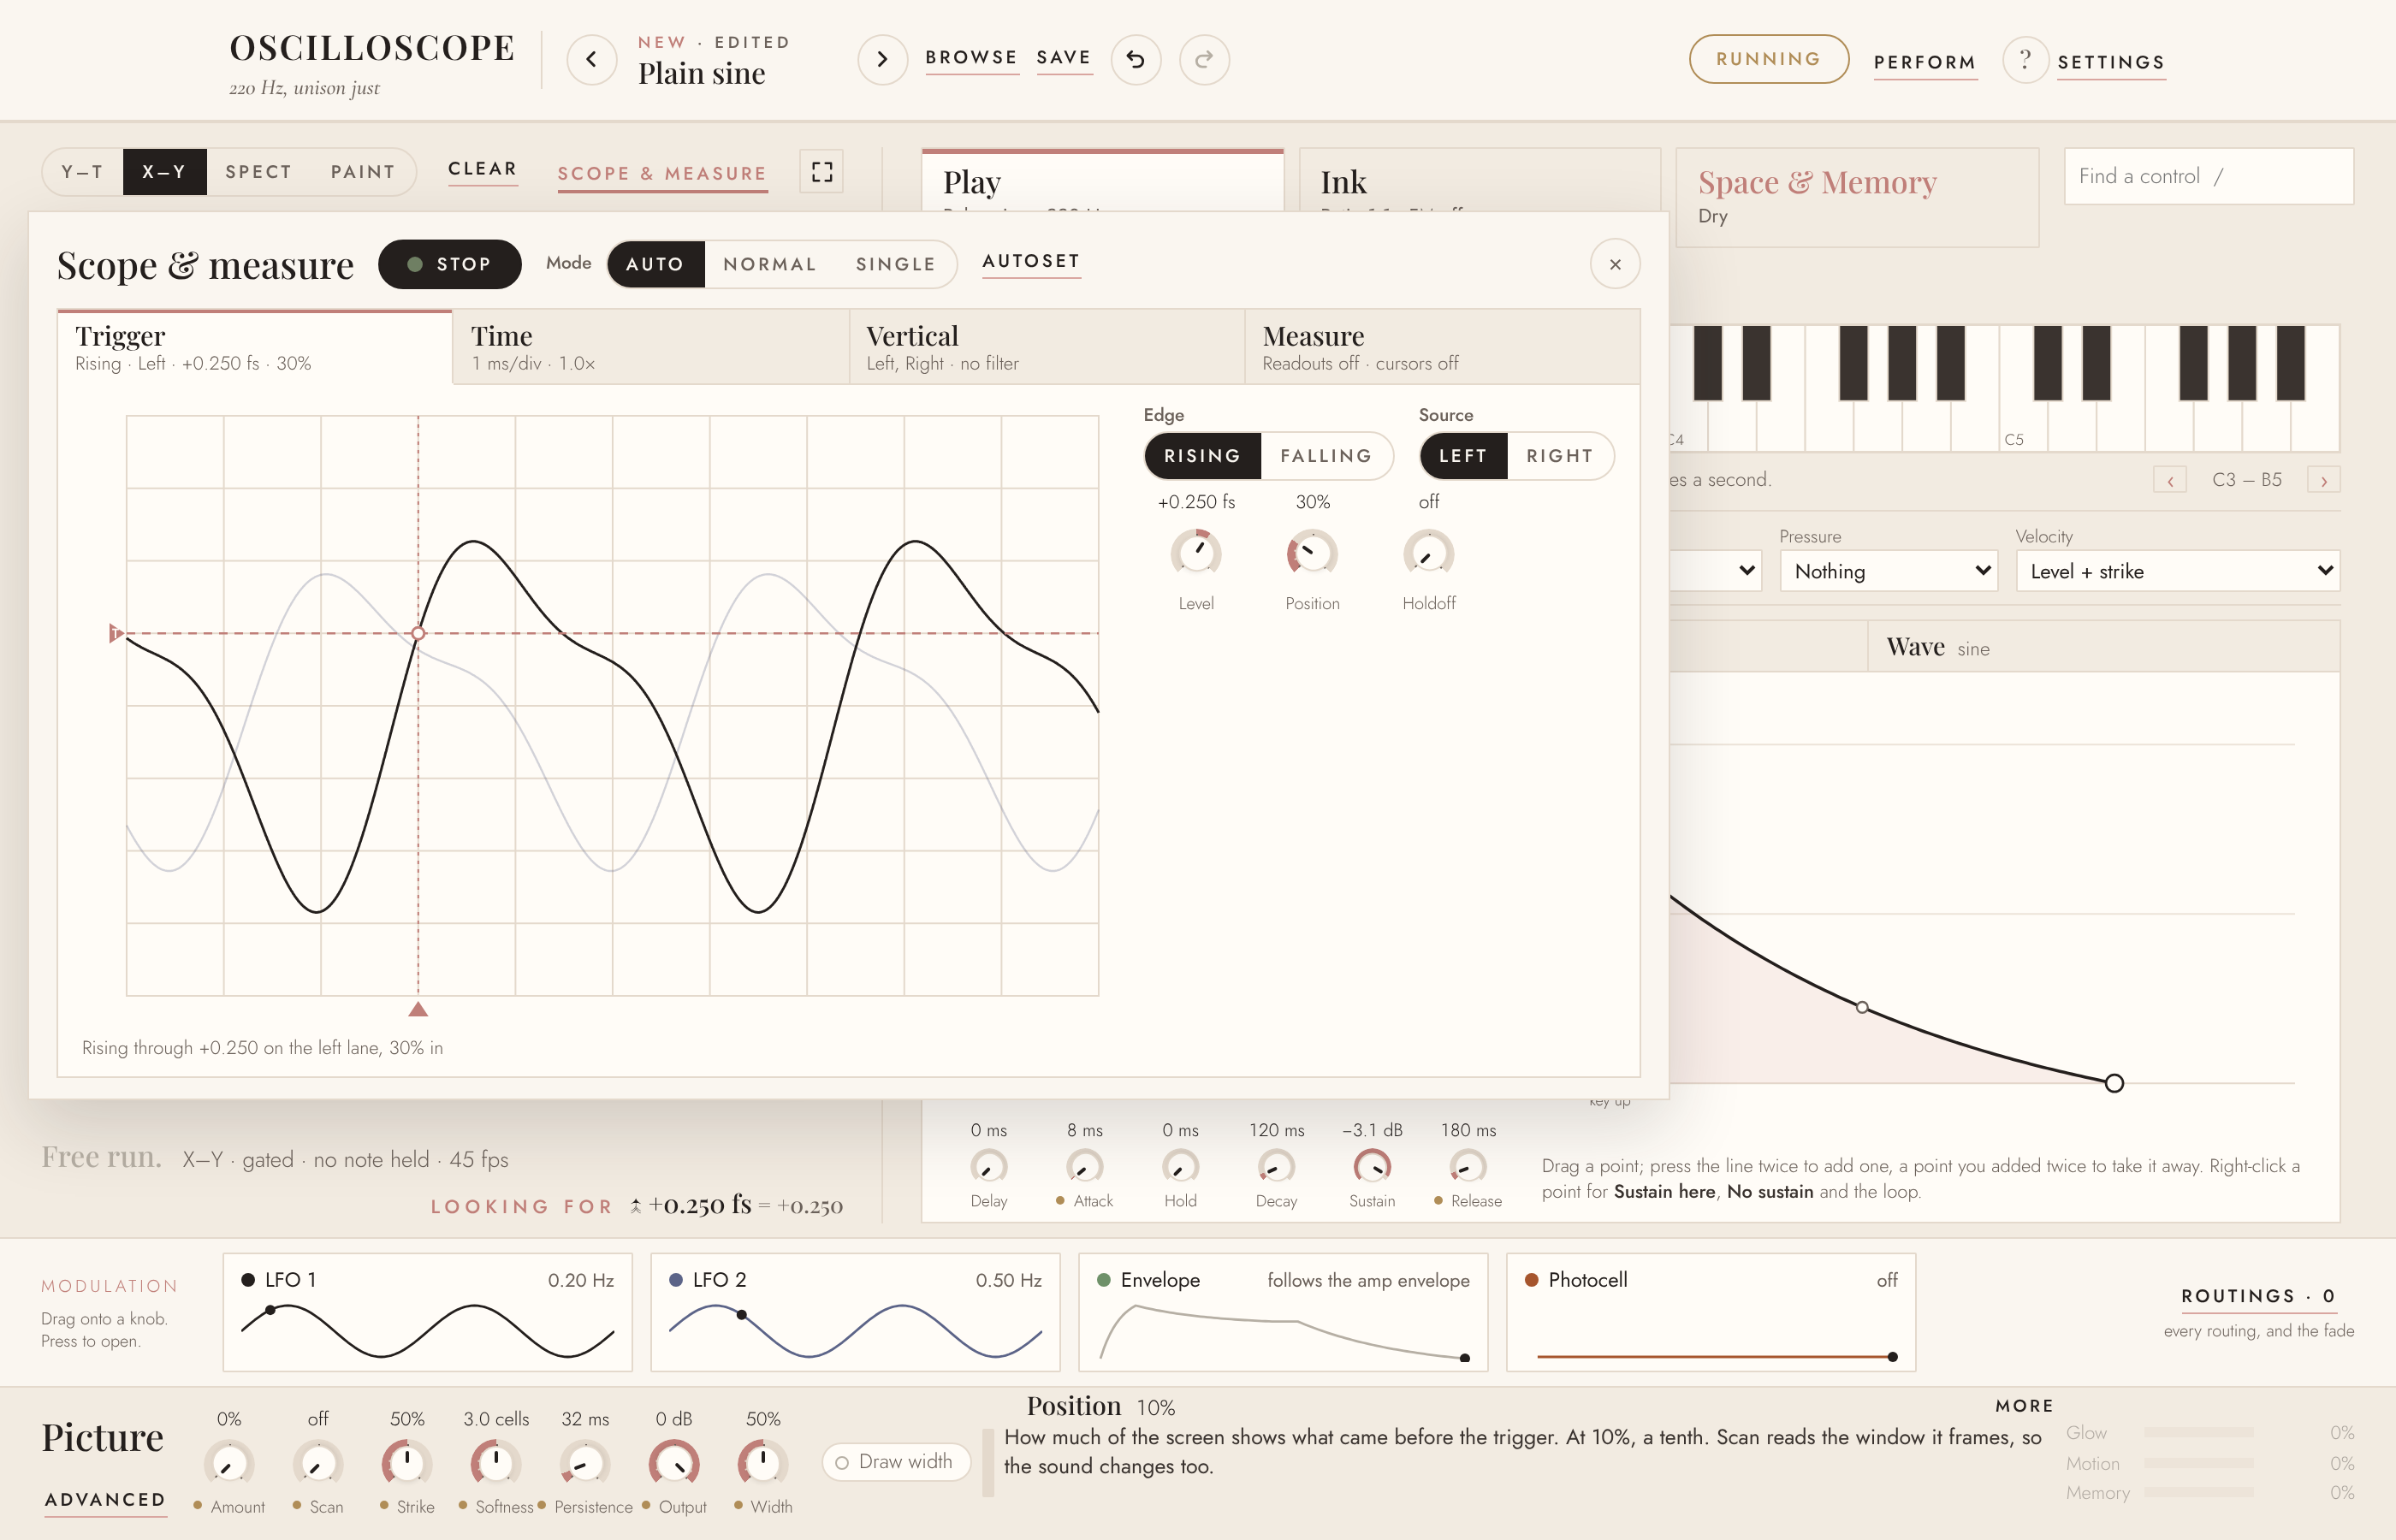 OSCILLOSCOPE
220 Hz, unison just
NEW · EDITED
Plain sine
BROWSE
SAVE
RUNNING
PERFORM
?
SETTINGS
Y–T
X–Y
SPECT
PAINT
CLEAR
SCOPE & MEASURE
Play
Ink
Space & Memory
Dry
Find a control /
Scope & measure
STOP
Mode
AUTO
NORMAL
SINGLE
AUTOSET
×
Trigger
Rising · Left · +0.250 fs · 30%
Time
1 ms/div · 1.0×
Vertical
Left, Right · no filter
Measure
Readouts off · cursors off
T
Edge
RISING
FALLING
Source
LEFT
RIGHT
+0.250 fs
30%
off
Level
Position
Holdoff
Rising through +0.250 on the left lane, 30% in
C4
C5
es a second.
‹
C3 – B5
›
Pressure
Nothing
Velocity
Level + strike
Wave sine
key up
Free run. X–Y · gated · no note held · 45 fps
LOOKING FOR +0.250 fs = +0.250
0 ms
8 ms
0 ms
120 ms
−3.1 dB
180 ms
Delay
Attack
Hold
Decay
Sustain
Release
Drag a point; press the line twice to add one, a point you added twice to take it away. Right-click a
point for Sustain here, No sustain and the loop.
MODULATION
Drag onto a knob.
Press to open.
LFO 1
0.20 Hz
LFO 2
0.50 Hz
Envelope
follows the amp envelope
Photocell
off
ROUTINGS · 0
every routing, and the fade
Picture
ADVANCED
0%
off
50%
3.0 cells
32 ms
0 dB
50%
Amount
Scan
Strike
Softness
Persistence
Output
Width
Draw width
Position 10%
MORE
How much of the screen shows what came before the trigger. At 10%, a tenth. Scan reads the window it frames, so
the sound changes too.
Glow 0%
Motion 0%
Memory 0%